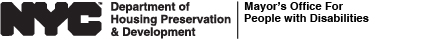 NYC
Department of
Housing Preservation
& Development
Mayor's Office For
People with Disabilities